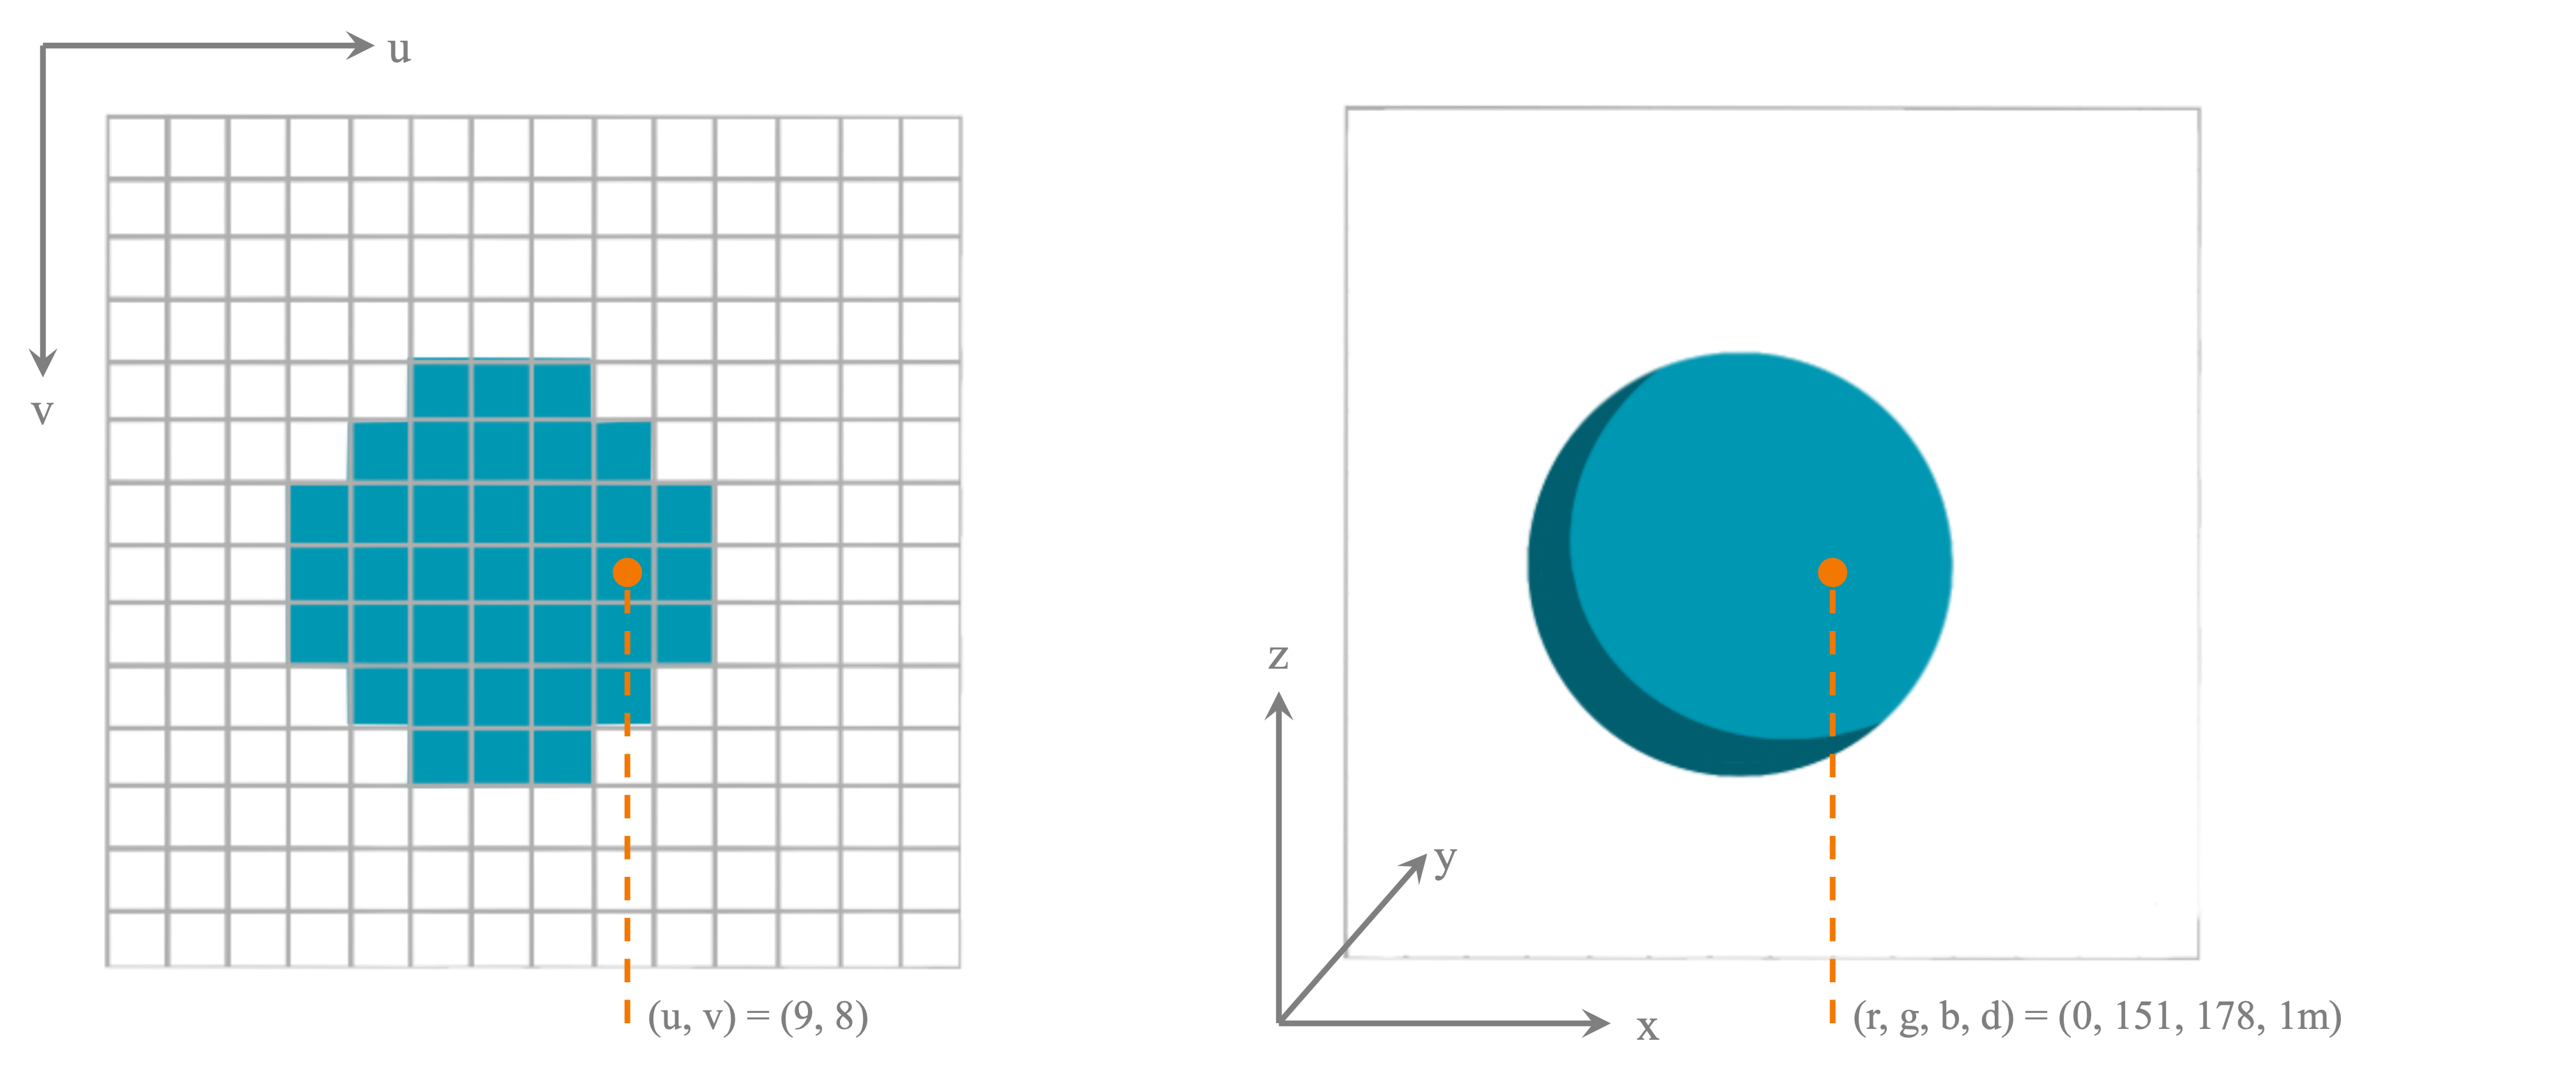 u
v
(u, v) = (9, 8)
z
y
x
(r, g, b, d) = (0, 151, 178, 1m)